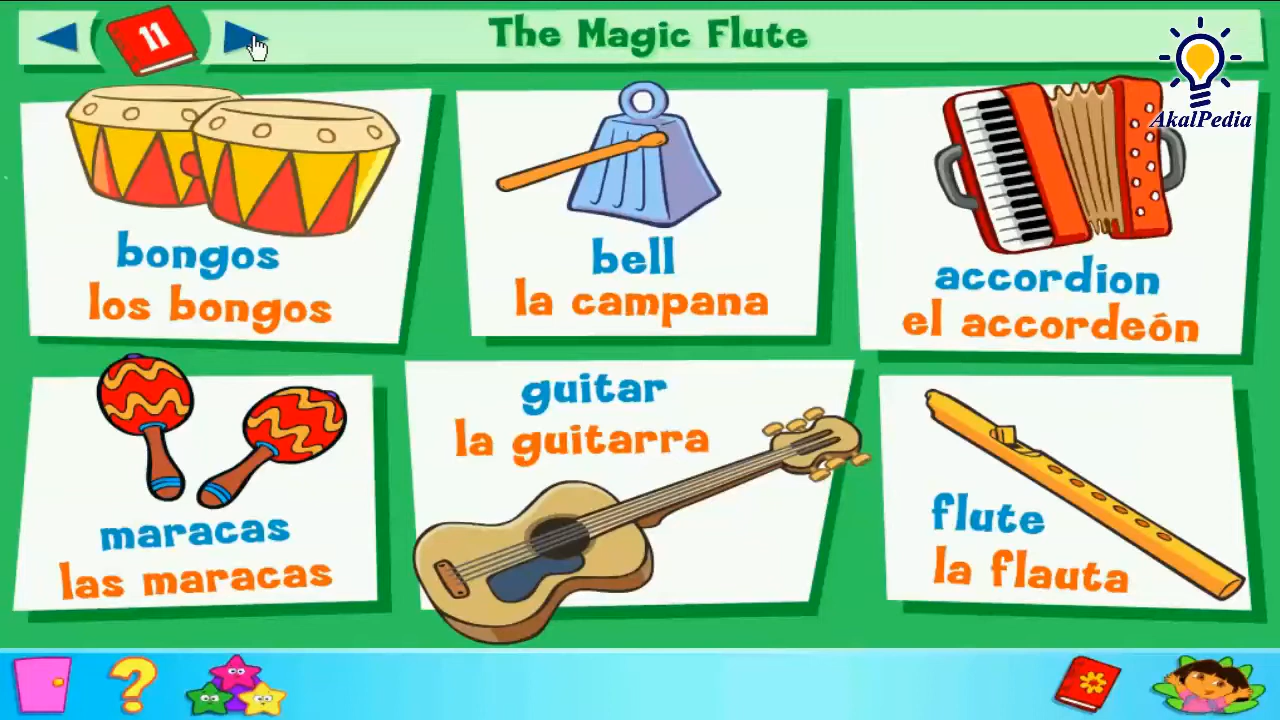 11
The Magic Flute
AkalPedia
bongos
los bongos
bell
la campana
accordion
el accordeón
maracas
las maracas
guitar
la guitarra
flute
la flauta
?